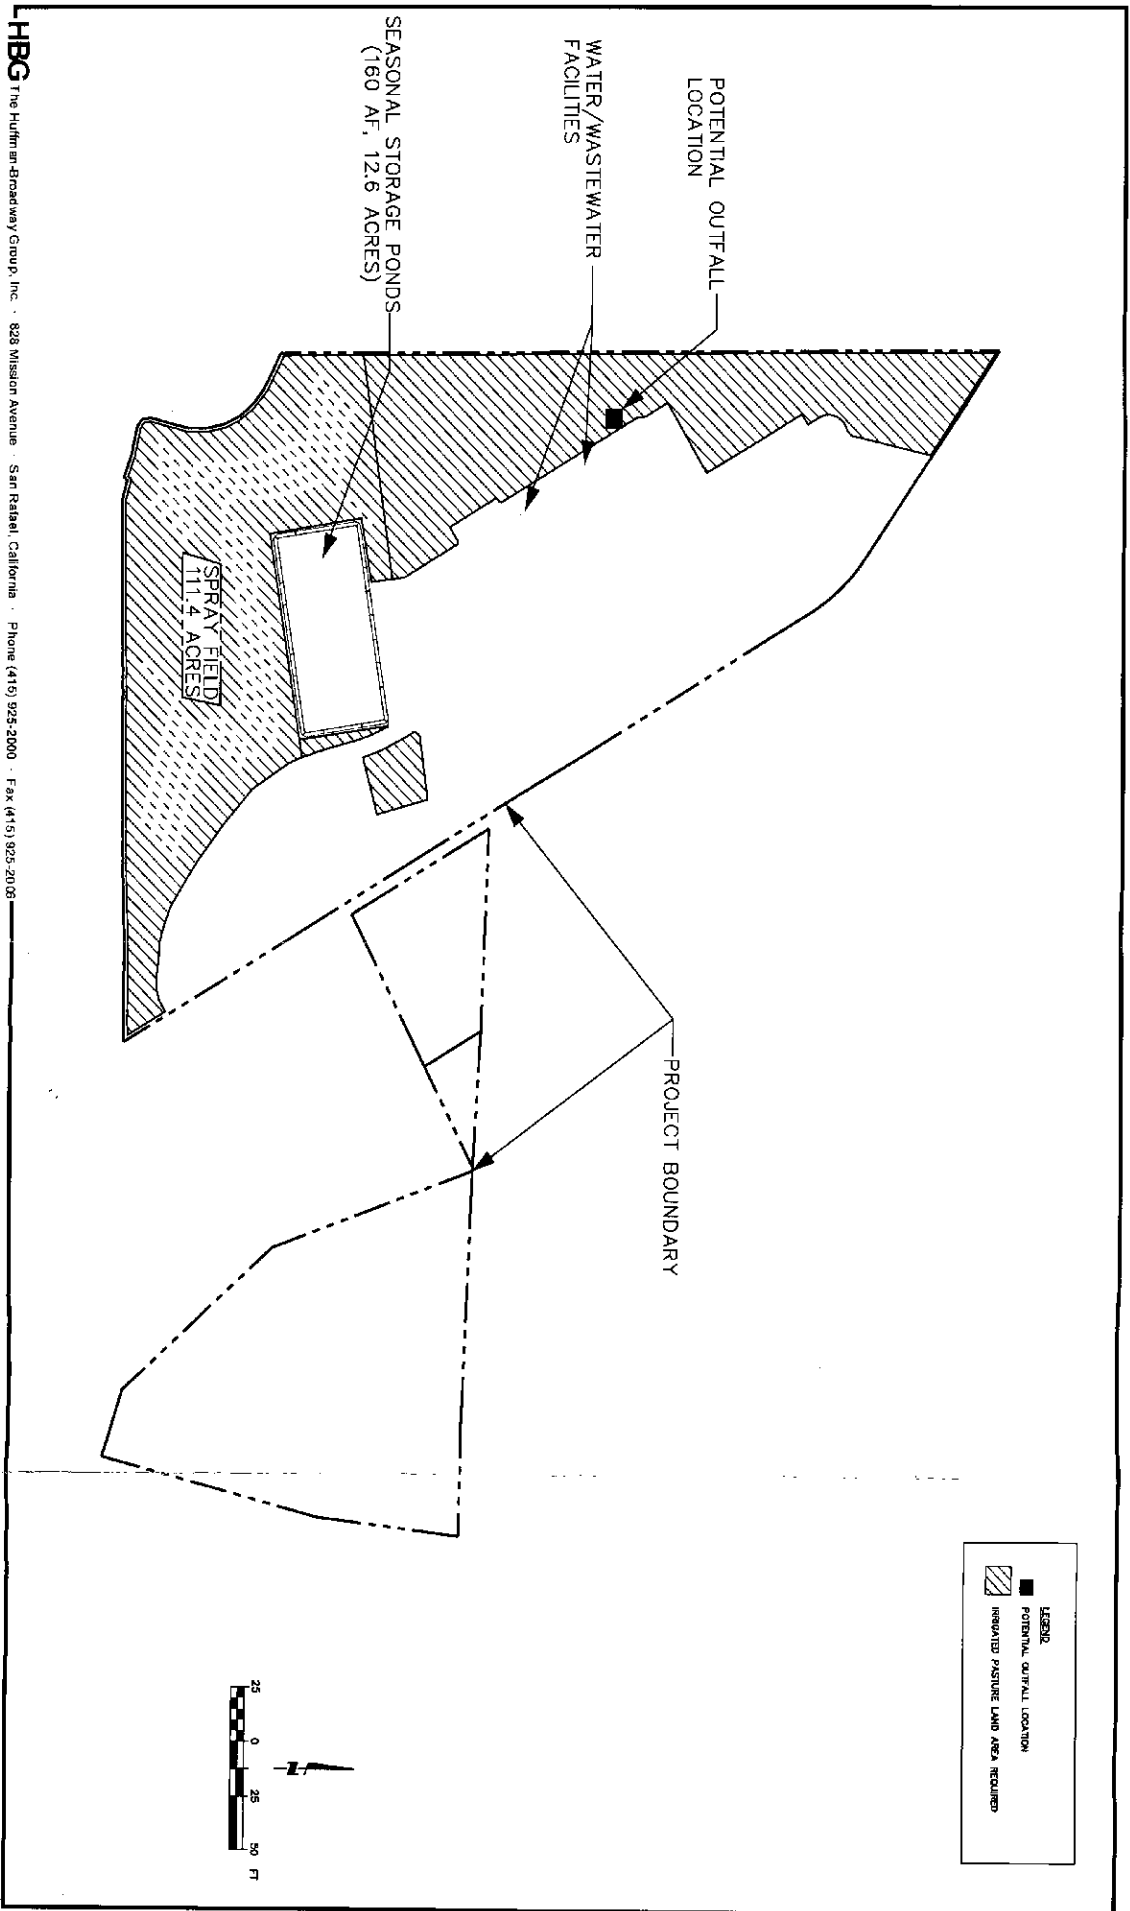 POTENTIAL OUTFALL
LOCATION
WATER/WASTEWATER
FACILITIES
SEASONAL STORAGE PONDS
(160 AF, 12.6 ACRES)
SPRAY FIELD
111.4 ACRES
PROJECT BOUNDARY
LEGEND
POTENTIAL OUTFALL LOCATION
IRRIGATED PASTURE LAND AREA REQUIRED
25 0 25 50 FT
Z
HBG The Huffman-Broadway Group, Inc. · 828 Mission Avenue · San Rafael, California · Phone (415) 925-2000 · Fax (415) 925-2006